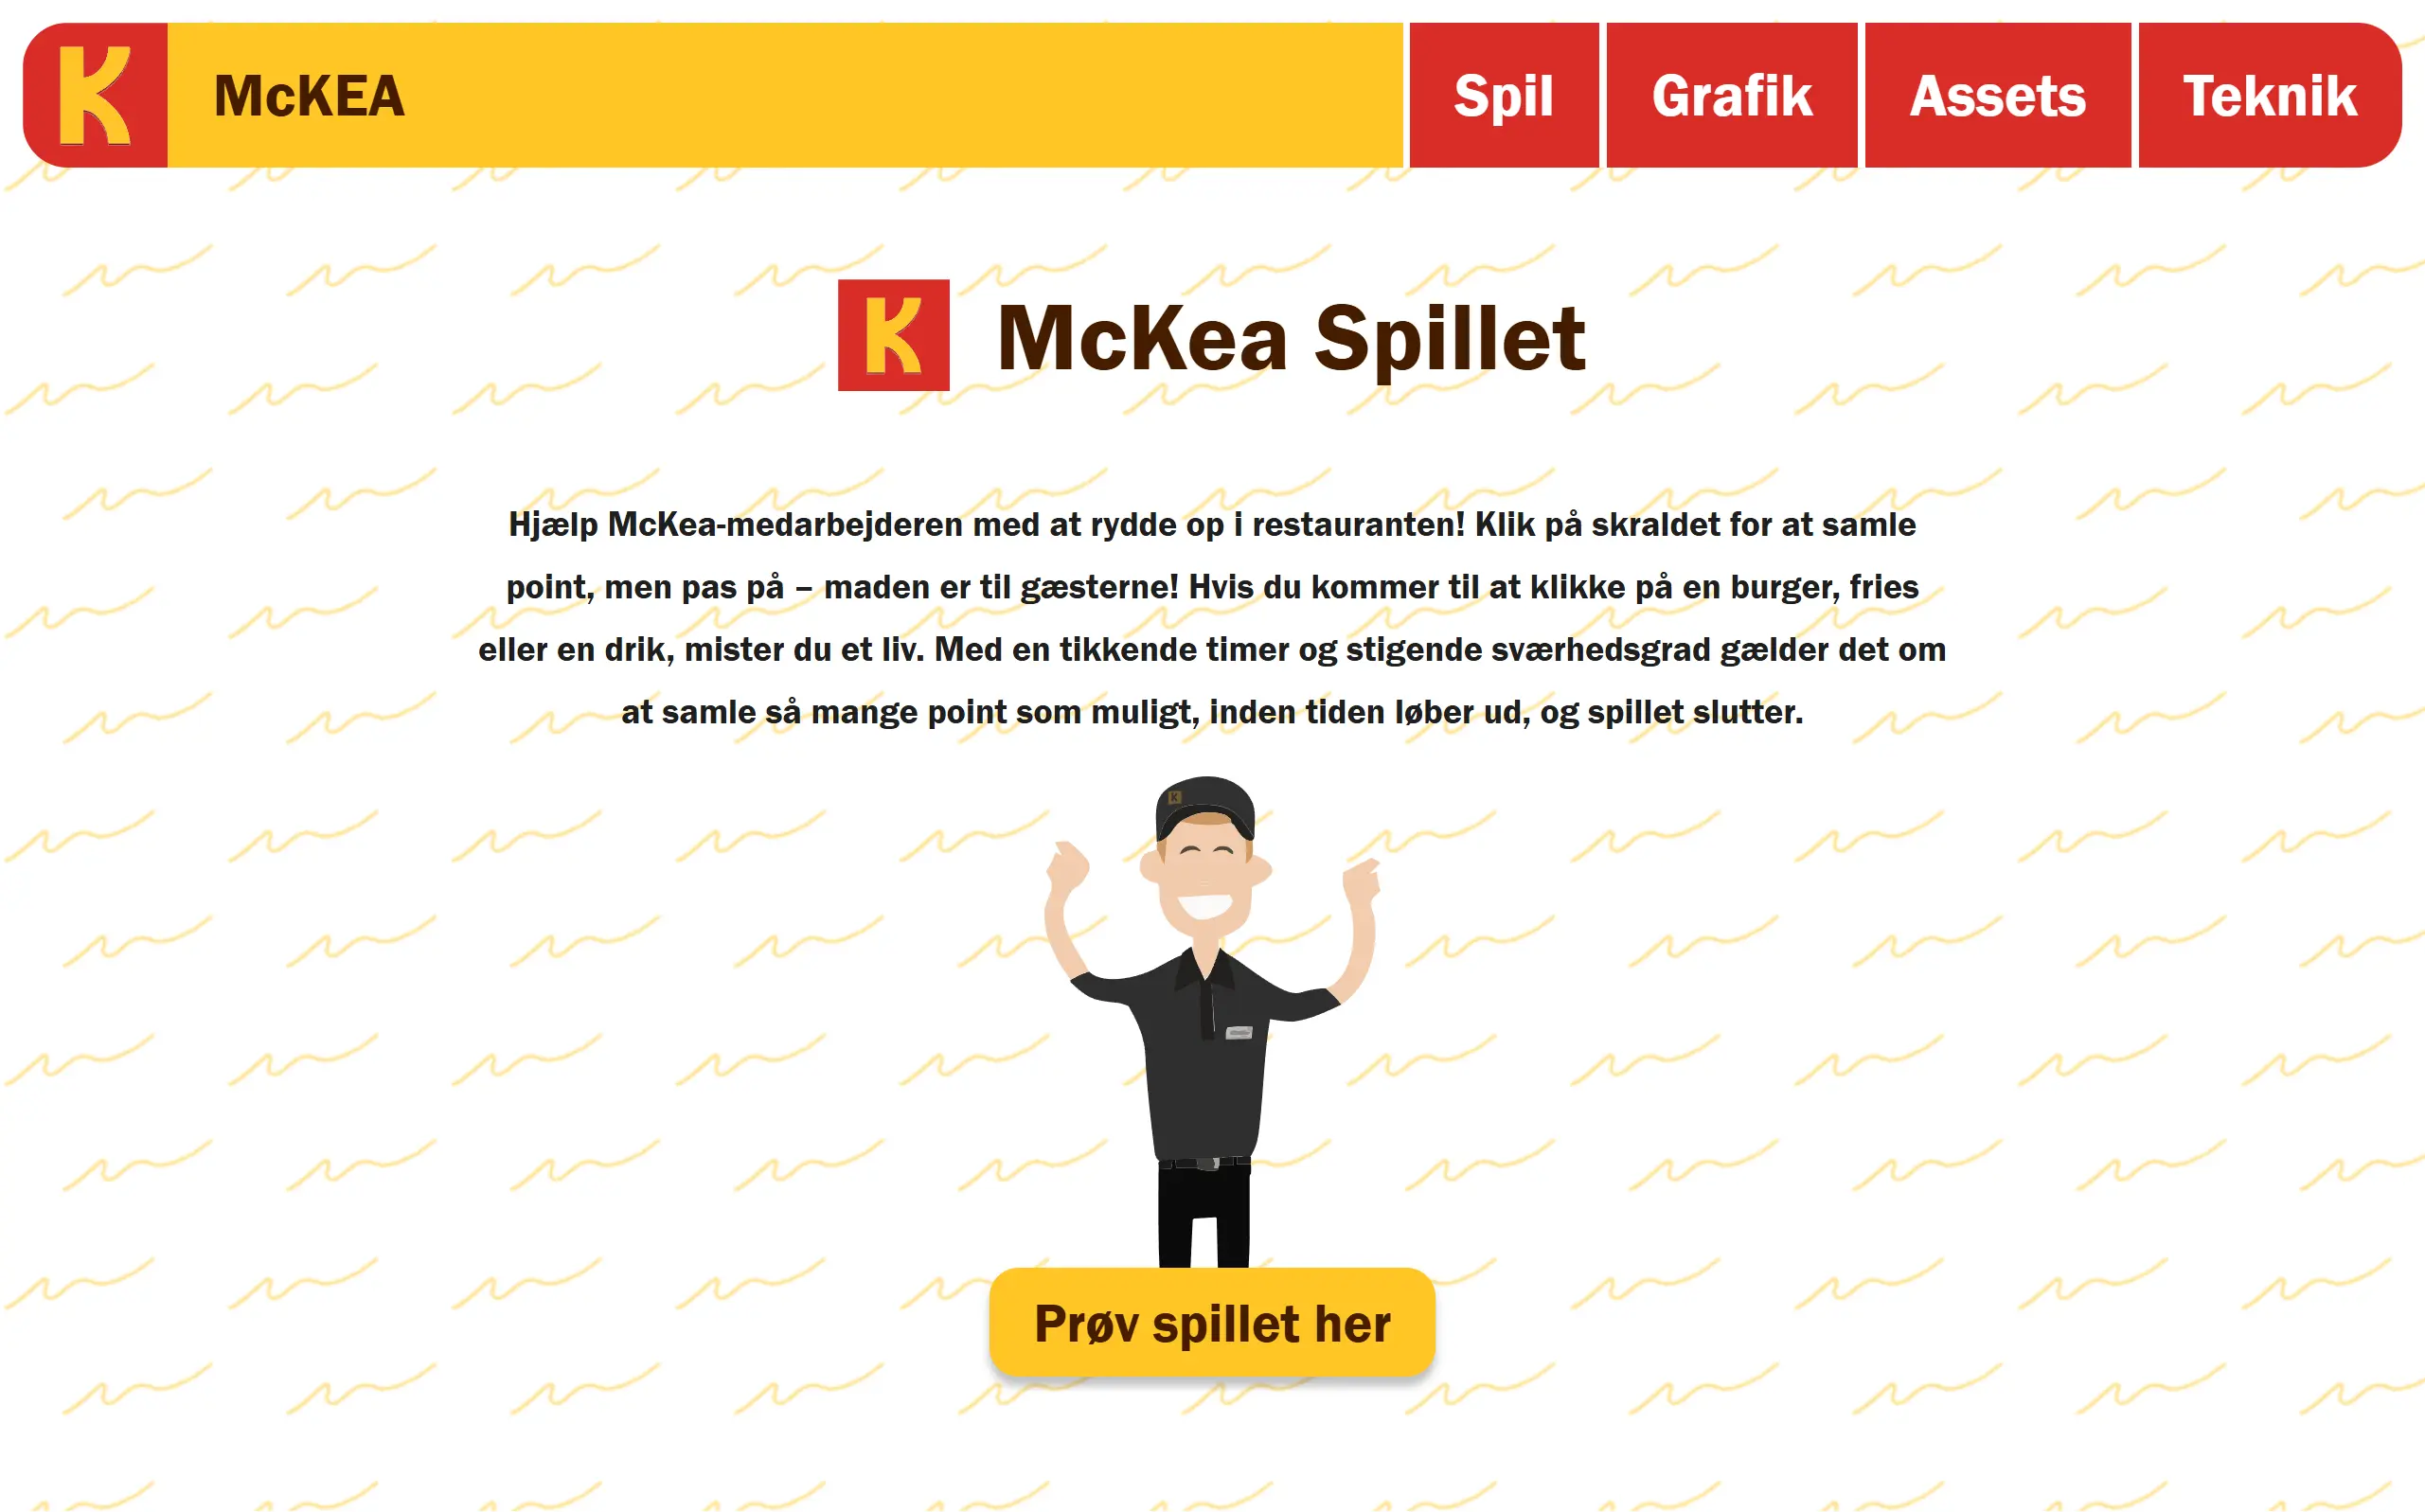 K
McKEA
Spil
Grafik
Assets
Teknik
K
McKea Spillet
Hjælp McKea-medarbejderen med at rydde op i restauranten! Klik på skraldet for at samle
point, men pas på – maden er til gæsterne! Hvis du kommer til at klikke på en burger, fries
eller en drik, mister du et liv. Med en tikkende timer og stigende sværhedsgrad gælder det om
at samle så mange point som muligt, inden tiden løber ud, og spillet slutter.
K
Prøv spillet her